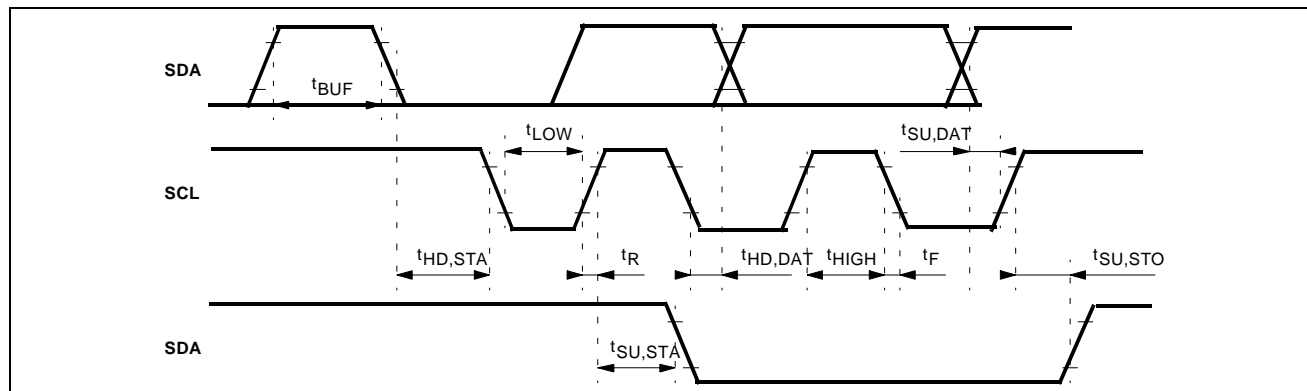 SDA
tBUF
tLOW
tSU,DAT
SCL
tHD,STA
tR
tHD,DAT
tHIGH
tF
tSU,STO
SDA
tSU,STA